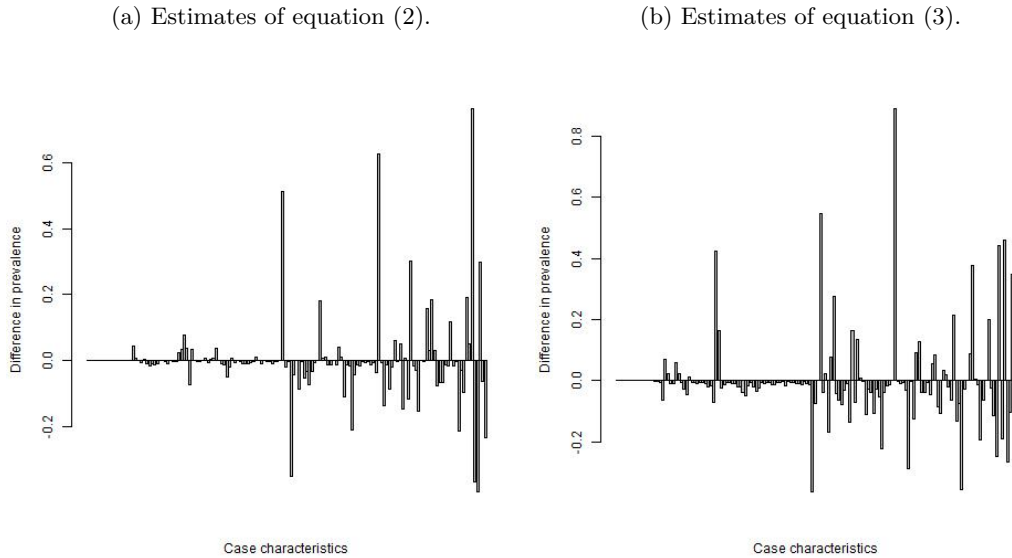 (a) Estimates of equation (2).
(b) Estimates of equation (3).
Difference in prevalence
0.6
0.4
0.2
0.0
-0.2
Case characteristics
Difference in prevalence
0.8
0.6
0.4
0.2
0.0
-0.2
Case characteristics